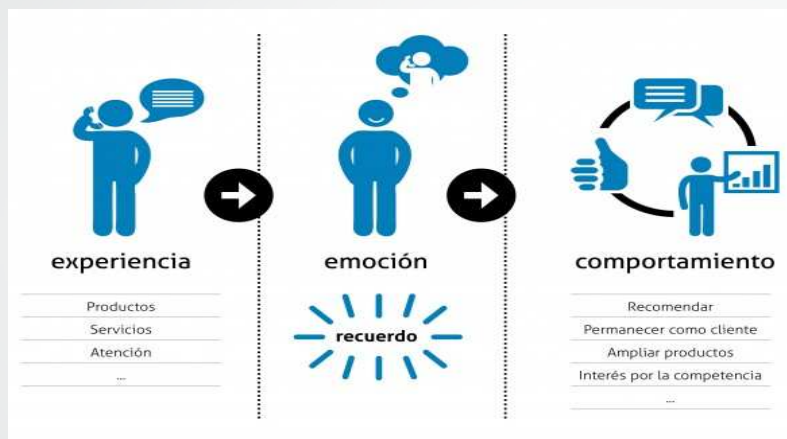 experiencia
Productos
Servicios
Atención
...
emoción
recuerdo
comportamiento
Recomendar
Permanecer como cliente
Ampliar productos
Interés por la competencia
...